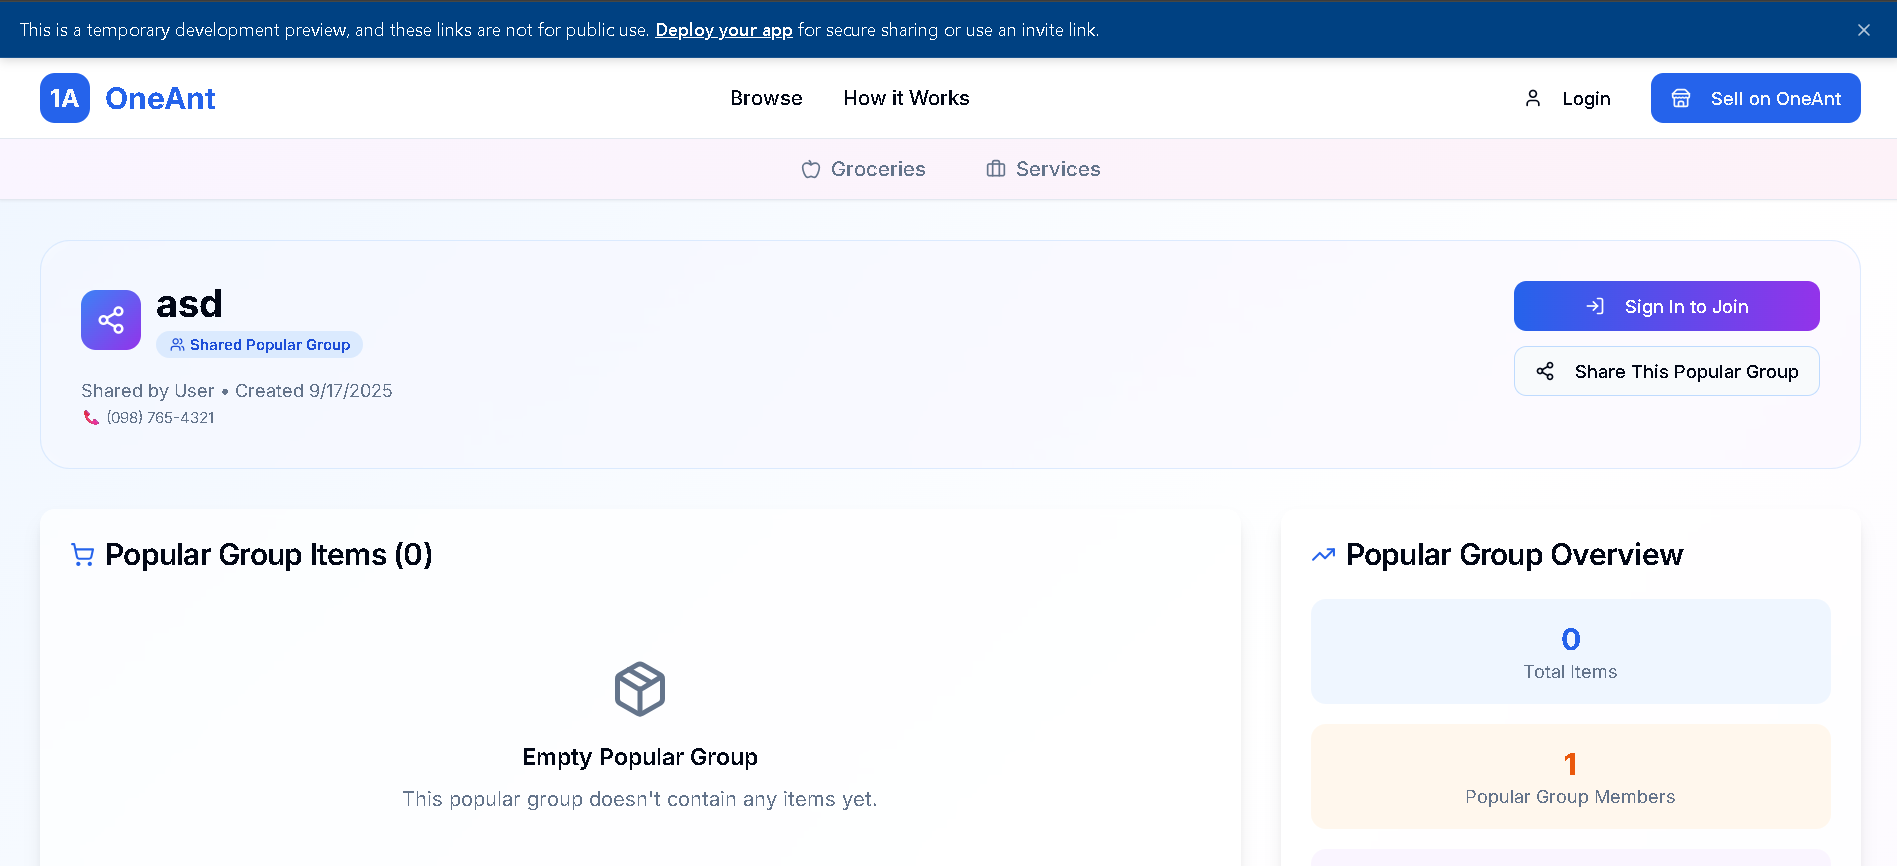 This is a temporary development preview, and these links are not for public use. Deploy your app for secure sharing or use an invite link.
1A OneAnt
Browse
How it Works
Login
Sell on OneAnt
Groceries
Services
asd
Shared Popular Group
Shared by User • Created 9/17/2025
(098) 765-4321
Sign In to Join
Share This Popular Group
Popular Group Items (0)
Empty Popular Group
This popular group doesn't contain any items yet.
Popular Group Overview
0
Total Items
1
Popular Group Members